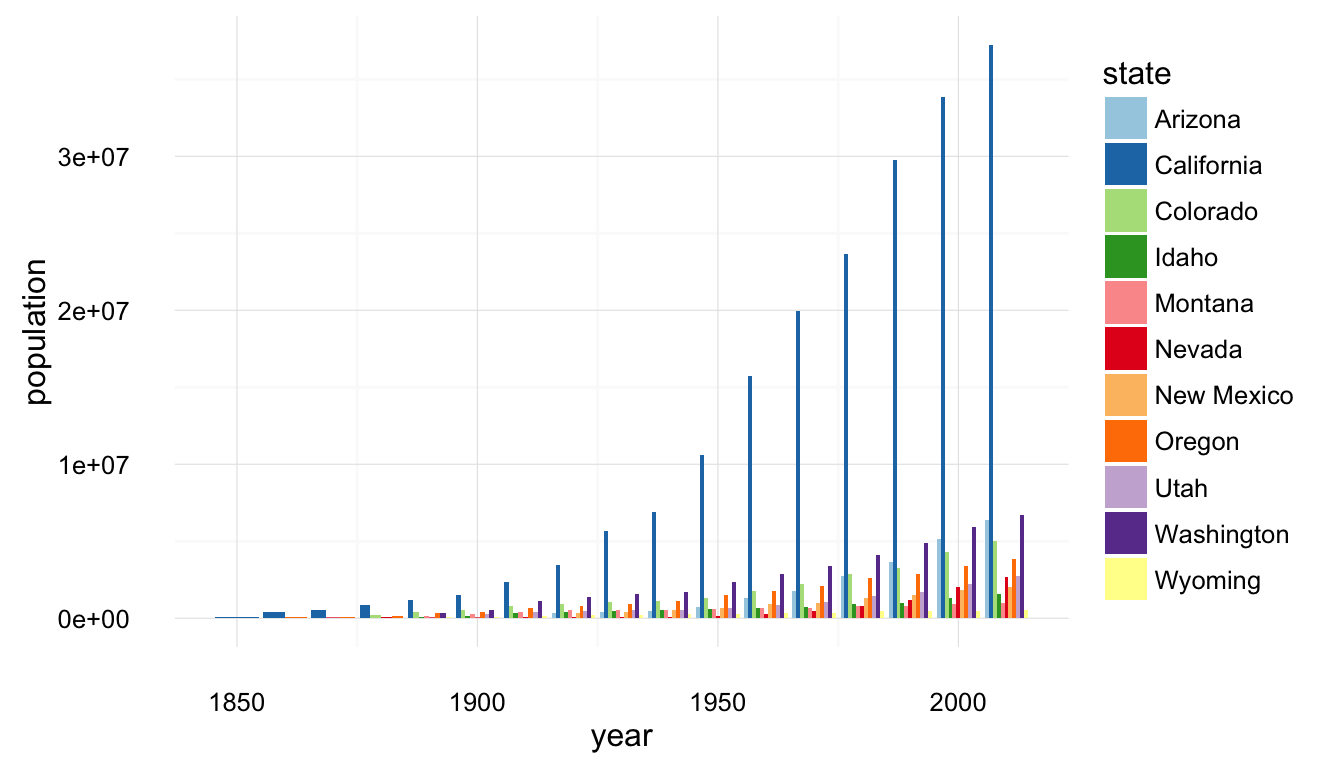 state
Arizona
California
Colorado
Idaho
Montana
Nevada
New Mexico
Oregon
Utah
Washington
Wyoming
population
3e+07
2e+07
1e+07
0e+00
1850 1900 1950 2000
year